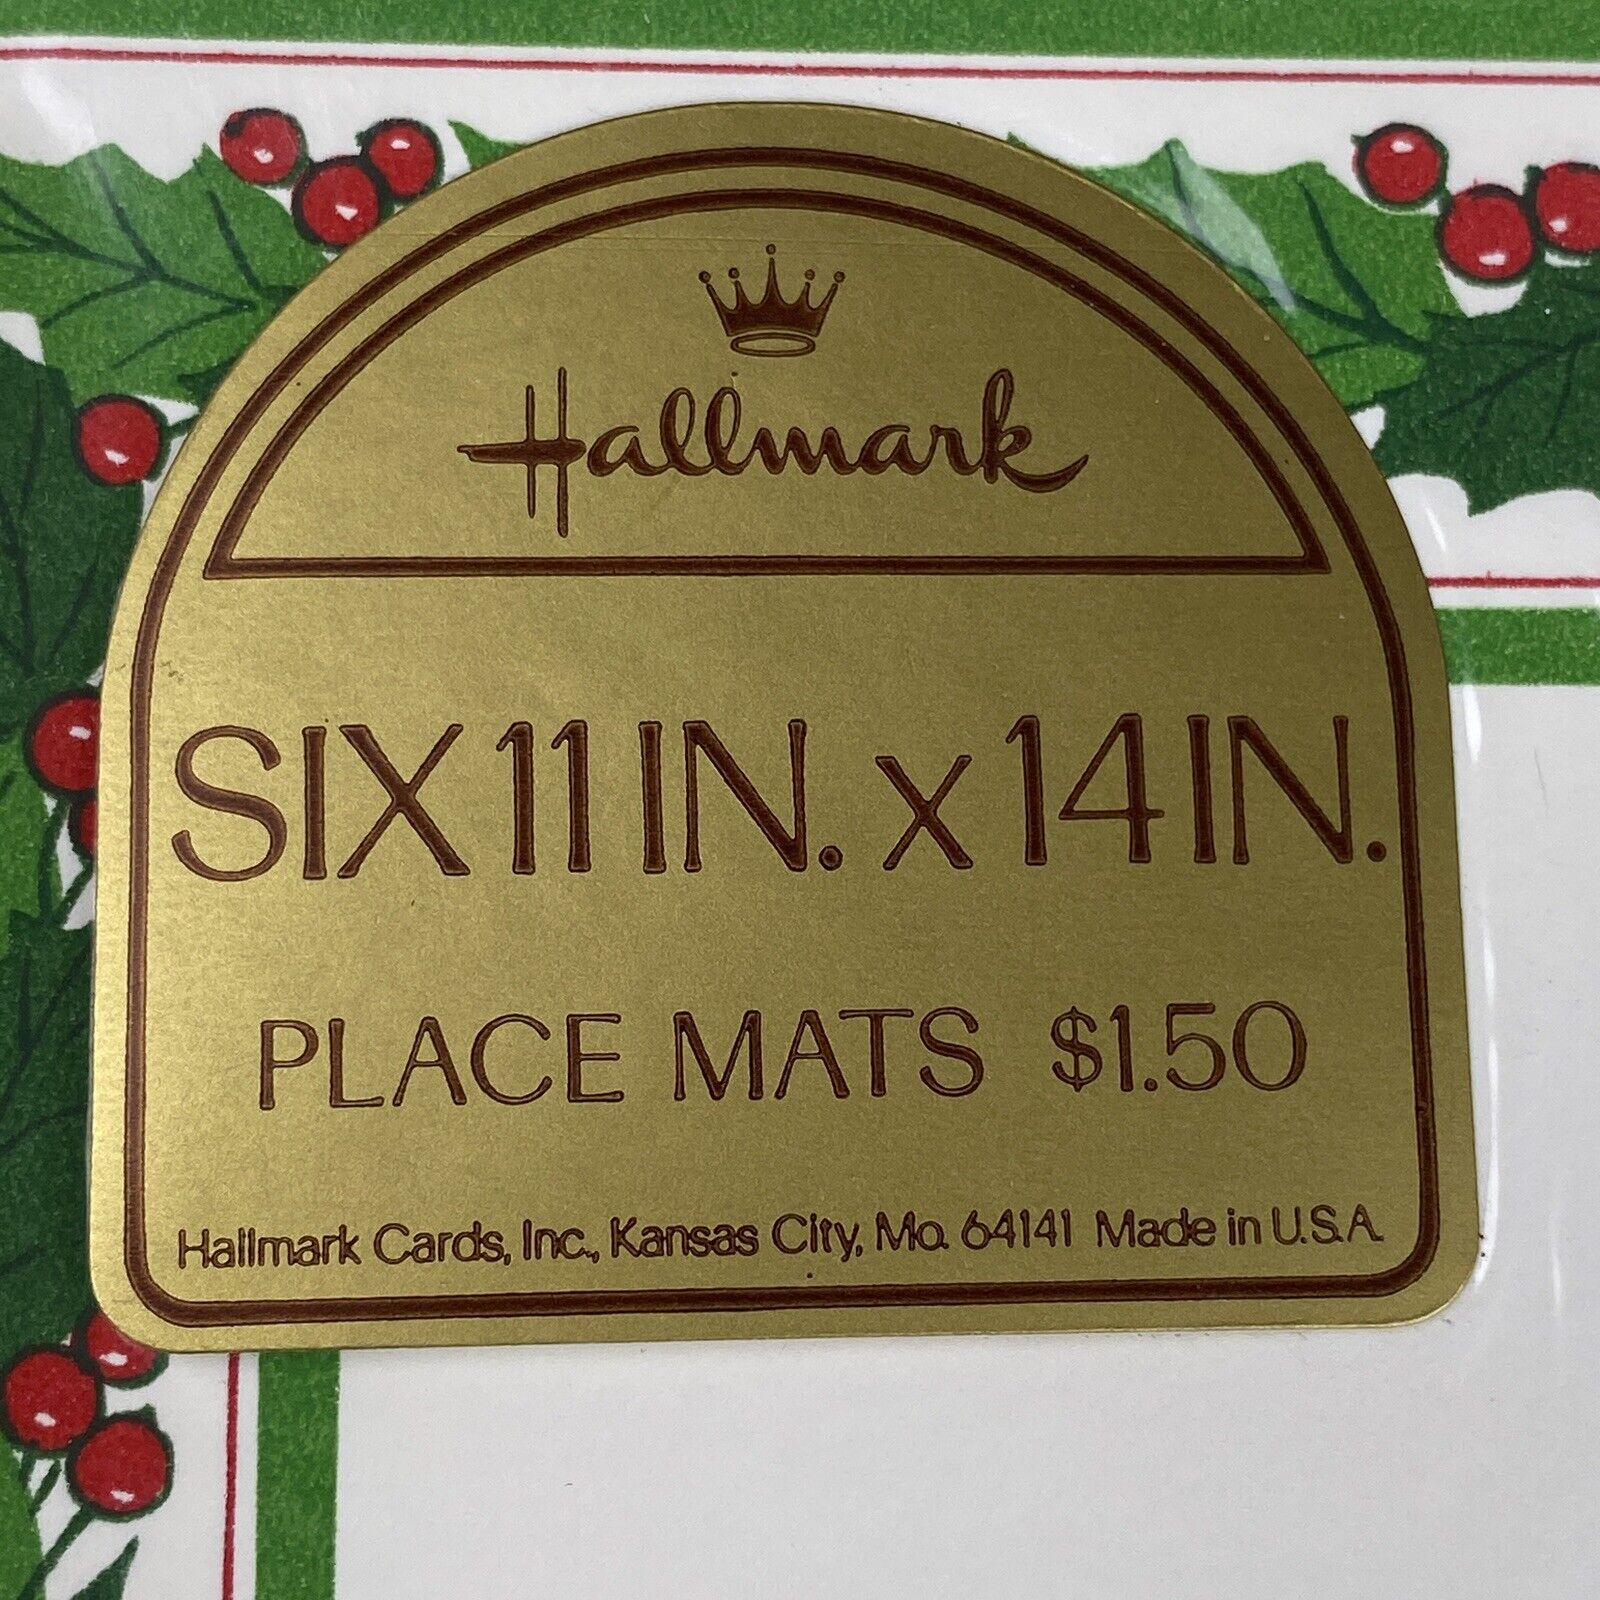 Hallmark
SIX 11 IN. x 14 IN.
PLACE MATS $1.50
Hallmark Cards, Inc., Kansas City, Mo. 64141 Made in U.S.A.